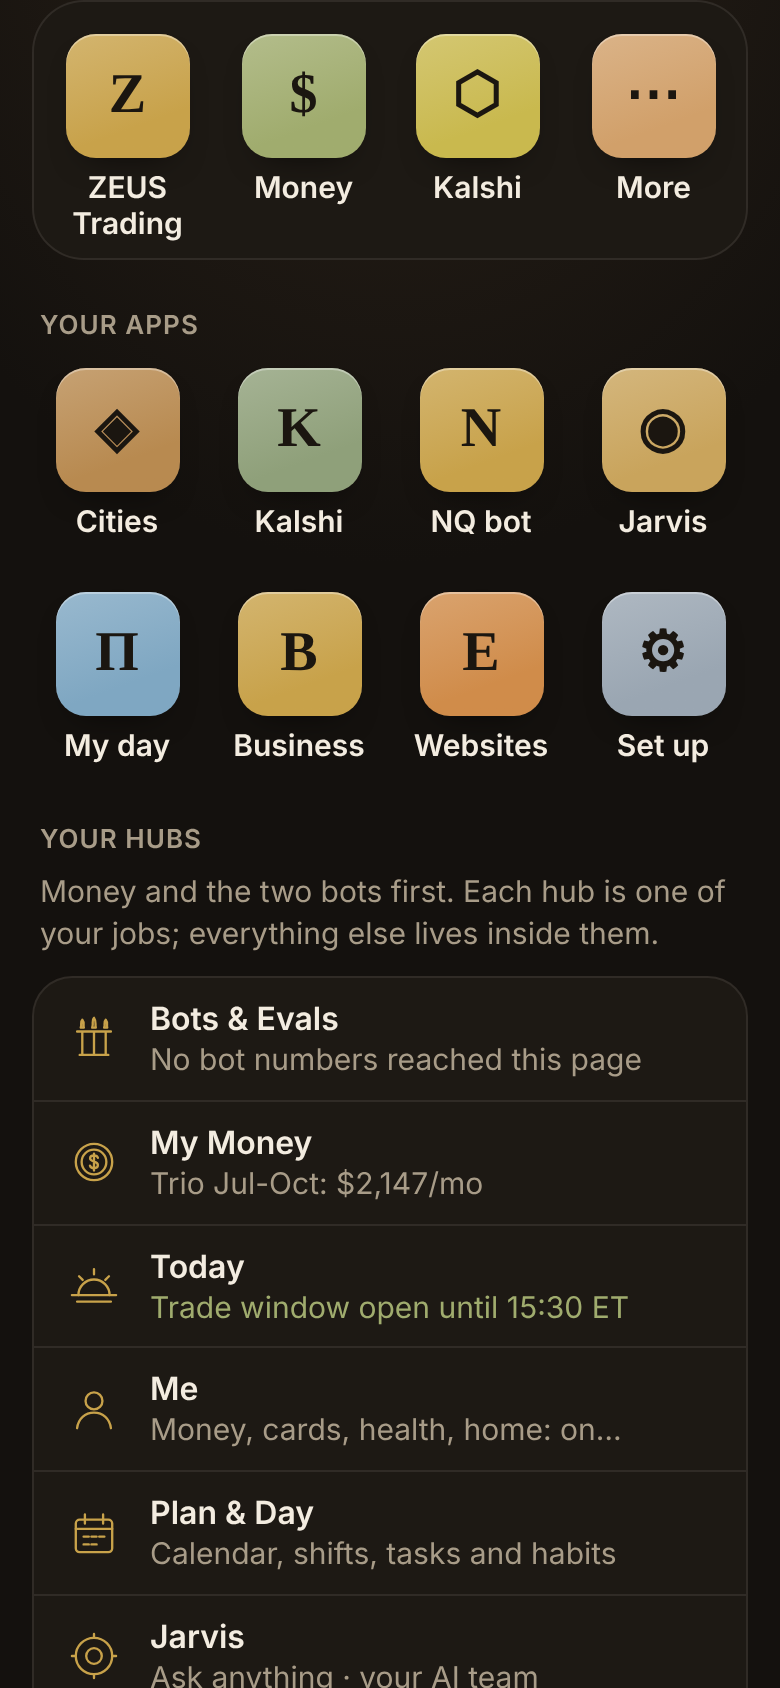 Z $ ⬡ ⋯
ZEUS Trading Money Kalshi More
YOUR APPS
◈ K N ◉
Cities Kalshi NQ bot Jarvis
Π B E ⚙
My day Business Websites Set up
YOUR HUBS
Money and the two bots first. Each hub is one of
your jobs; everything else lives inside them.
Bots & Evals
No bot numbers reached this page
My Money
Trio Jul-Oct: $2,147/mo
Today
Trade window open until 15:30 ET
Me
Money, cards, health, home: on...
Plan & Day
Calendar, shifts, tasks and habits
Jarvis
Ask anything · your AI team